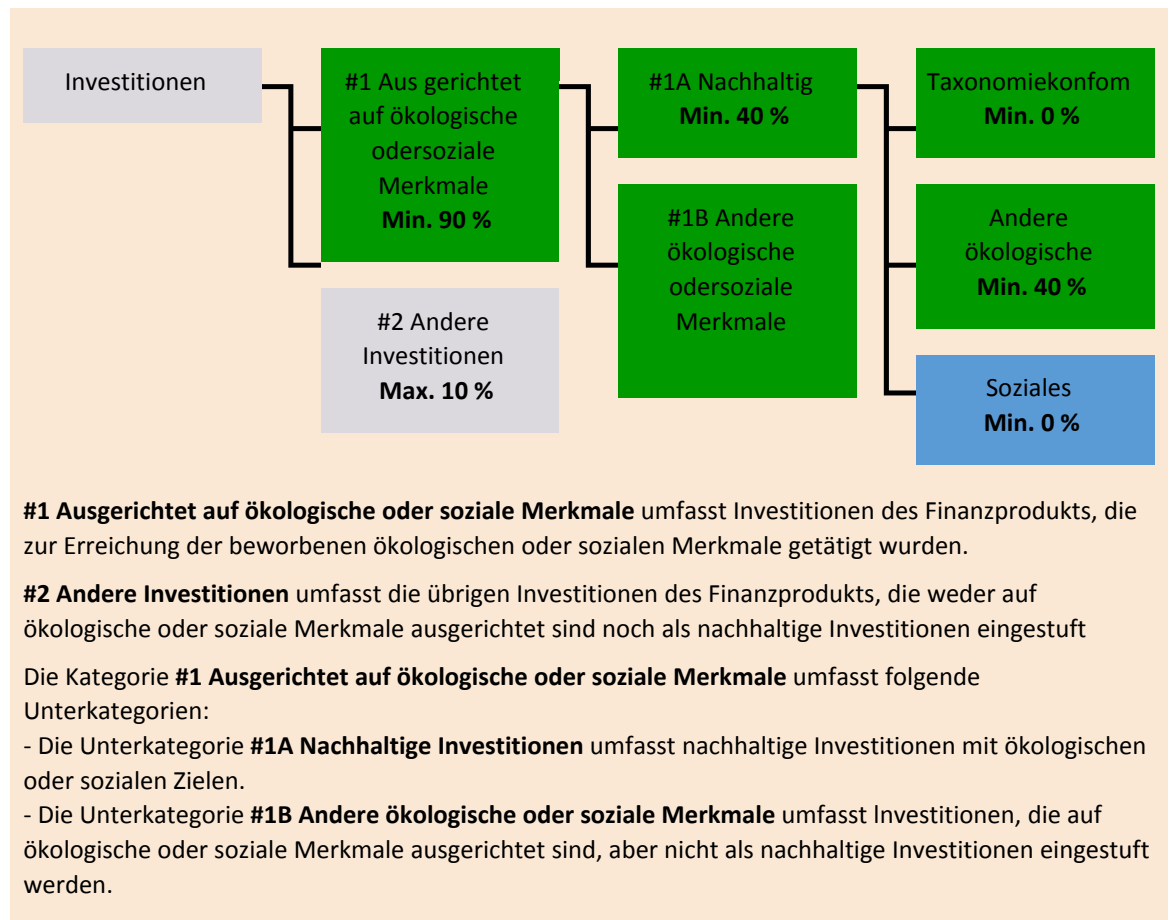 Investitionen
#1 Aus gerichtet
auf ökologische
odersoziale
Merkmale
Min. 90 %
#2 Andere
Investitionen
Max. 10 %
#1A Nachhaltig
Min. 40 %
#1B Andere
ökologische
odersoziale
Merkmale
Taxonomiekonfom
Min. 0 %
Andere
ökologische
Min. 40 %
Soziales
Min. 0 %
#1 Ausgerichtet auf ökologische oder soziale Merkmale umfasst Investitionen des Finanzprodukts, die
zur Erreichung der beworbenen ökologischen oder sozialen Merkmale getätigt wurden.
#2 Andere Investitionen umfasst die übrigen Investitionen des Finanzprodukts, die weder auf
ökologische oder soziale Merkmale ausgerichtet sind noch als nachhaltige Investitionen eingestuft
Die Kategorie #1 Ausgerichtet auf ökologische oder soziale Merkmale umfasst folgende
Unterkategorien:
- Die Unterkategorie #1A Nachhaltige Investitionen umfasst nachhaltige Investitionen mit ökologischen
oder sozialen Zielen.
- Die Unterkategorie #1B Andere ökologische oder soziale Merkmale umfasst lnvestitionen, die auf
ökologische oder soziale Merkmale ausgerichtet sind, aber nicht als nachhaltige Investitionen eingestuft
werden.